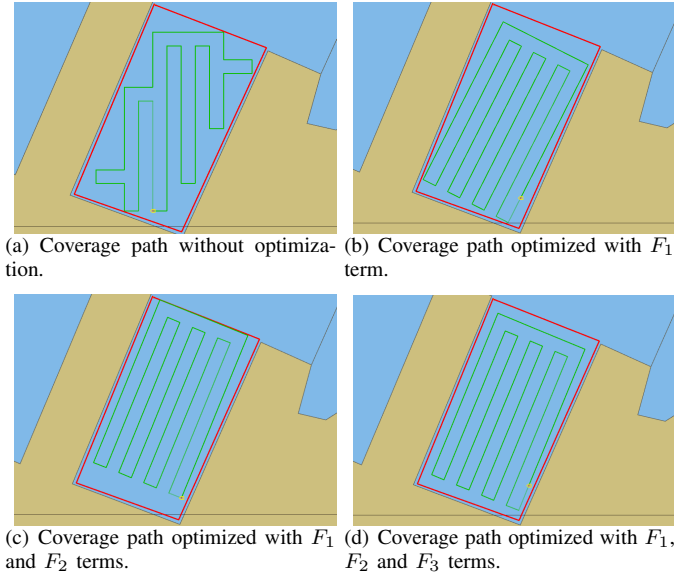 (a) Coverage path without optimiza-
tion.
(b) Coverage path optimized with F1
term.
(c) Coverage path optimized with F1
and F2 terms.
(d) Coverage path optimized with F1,
F2 and F3 terms.